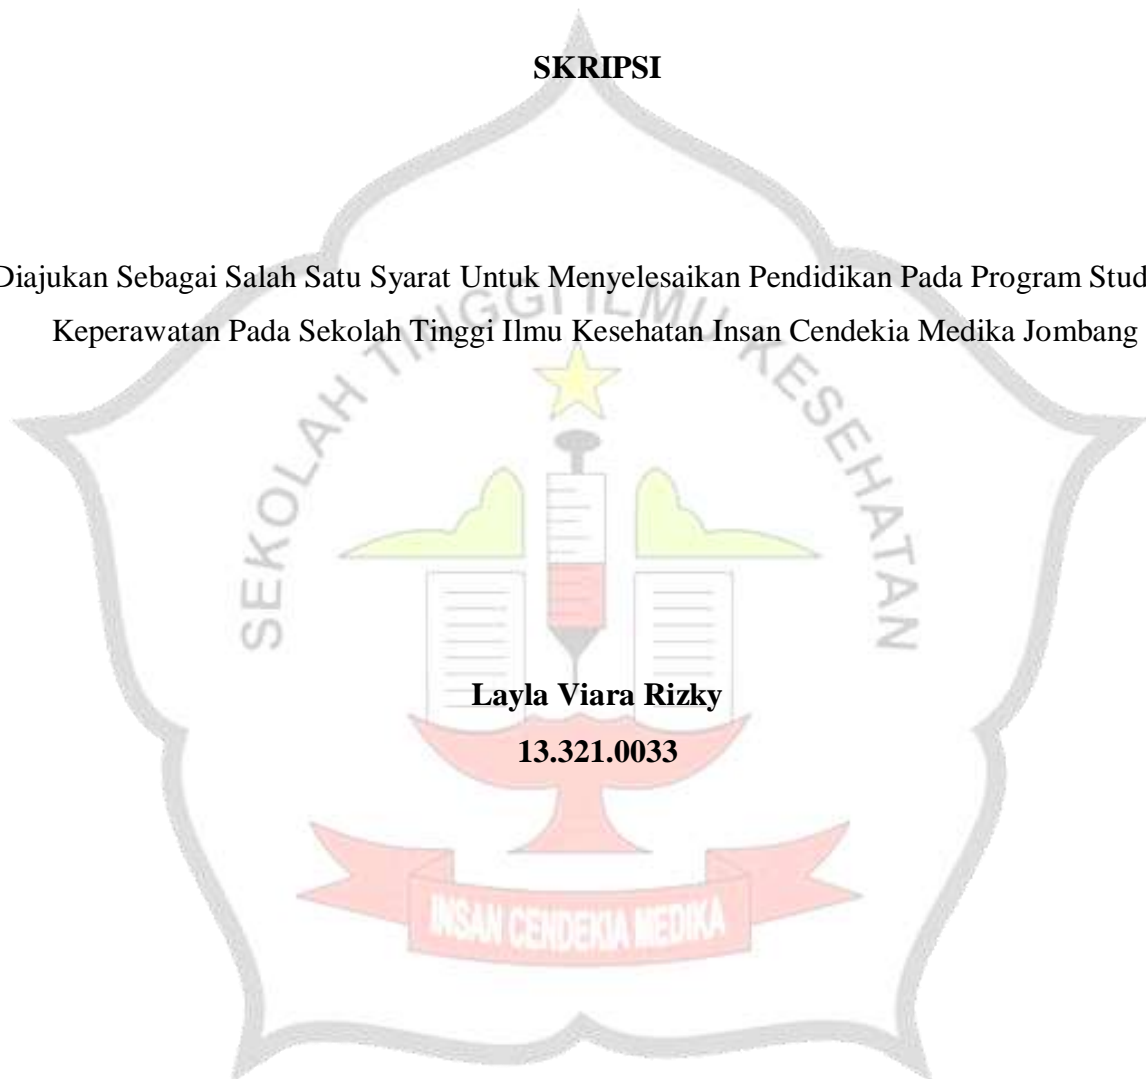 SKRIPSI
Diajukan Sebagai Salah Satu Syarat Untuk Menyelesaikan Pendidikan Pada Program Stud
Keperawatan Pada Sekolah Tinggi Ilmu Kesehatan Insan Cendekia Medika Jombang
SEKOLAH TINGGI ILMU KESEHATAN
Layla Viara Rizky
13.321.0033
INSAN CENDEKIA MEDIKA